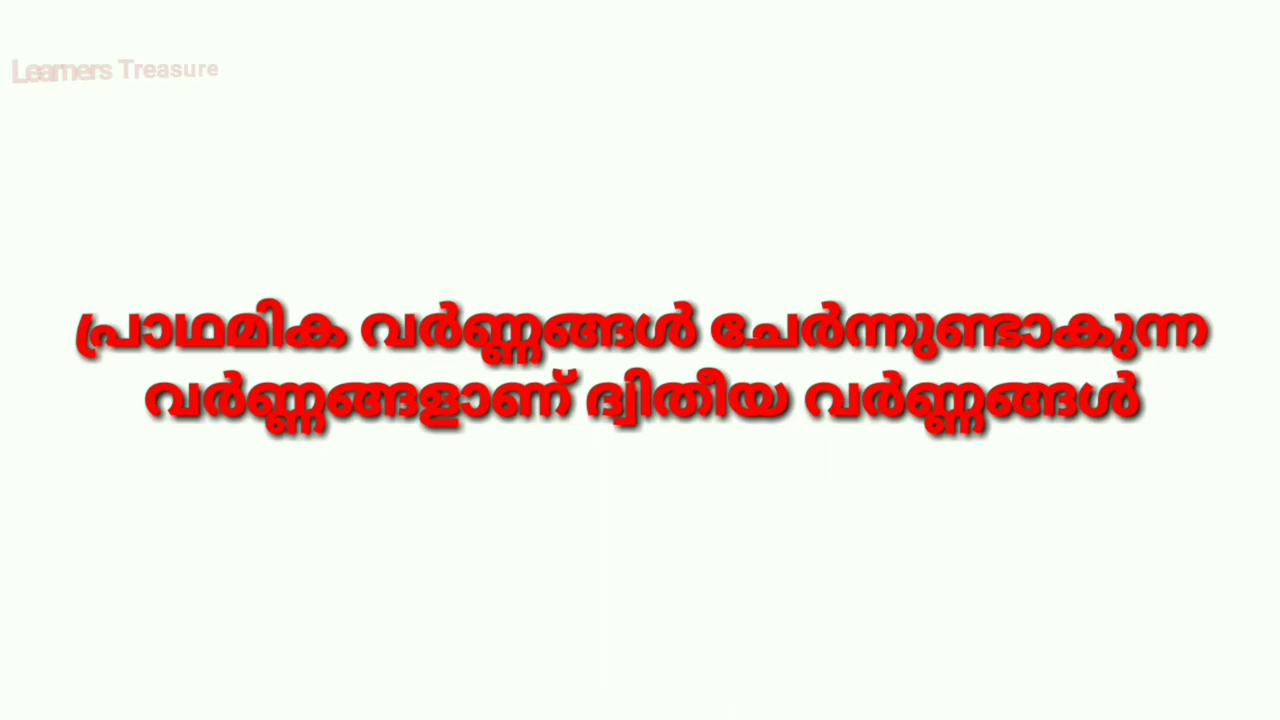 Learners Treasure
പ്രാഥമിക വർണ്ണങ്ങൾ ചേർന്നുണ്ടാകുന്ന
വർണ്ണങ്ങളാണ് ദ്വിതീയ വർണ്ണങ്ങൾ